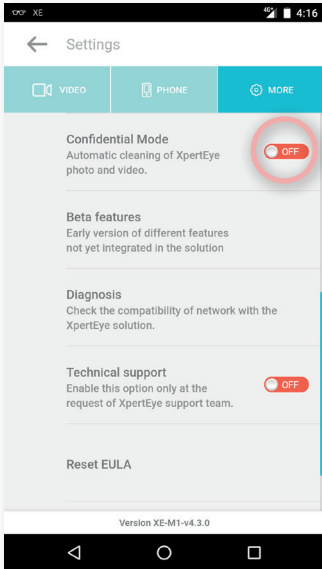 XE 4G 4:16
Settings
VIDEO PHONE MORE
Confidential Mode
Automatic cleaning of XpertEye
photo and video.
OFF
Beta features
Early version of different features
not yet integrated in the solution
Diagnosis
Check the compatibility of network with the
XpertEye solution.
Technical support
Enable this option only at the
request of XpertEye support team.
OFF
Reset EULA
Version XE-M1-v4.3.0